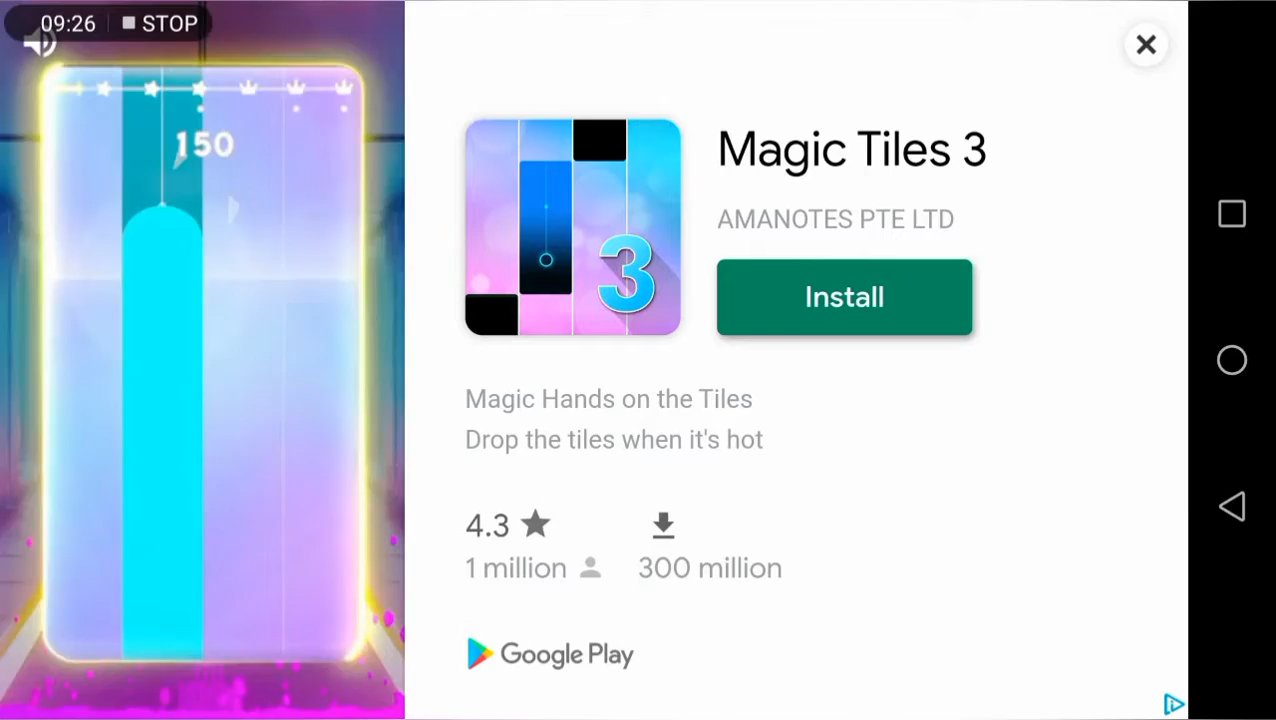 09:26 STOP
150
3
Magic Tiles 3
AMANOTES PTE LTD
Install
Magic Hands on the Tiles
Drop the tiles when it's hot
4.3
1 million
300 million
Google Play